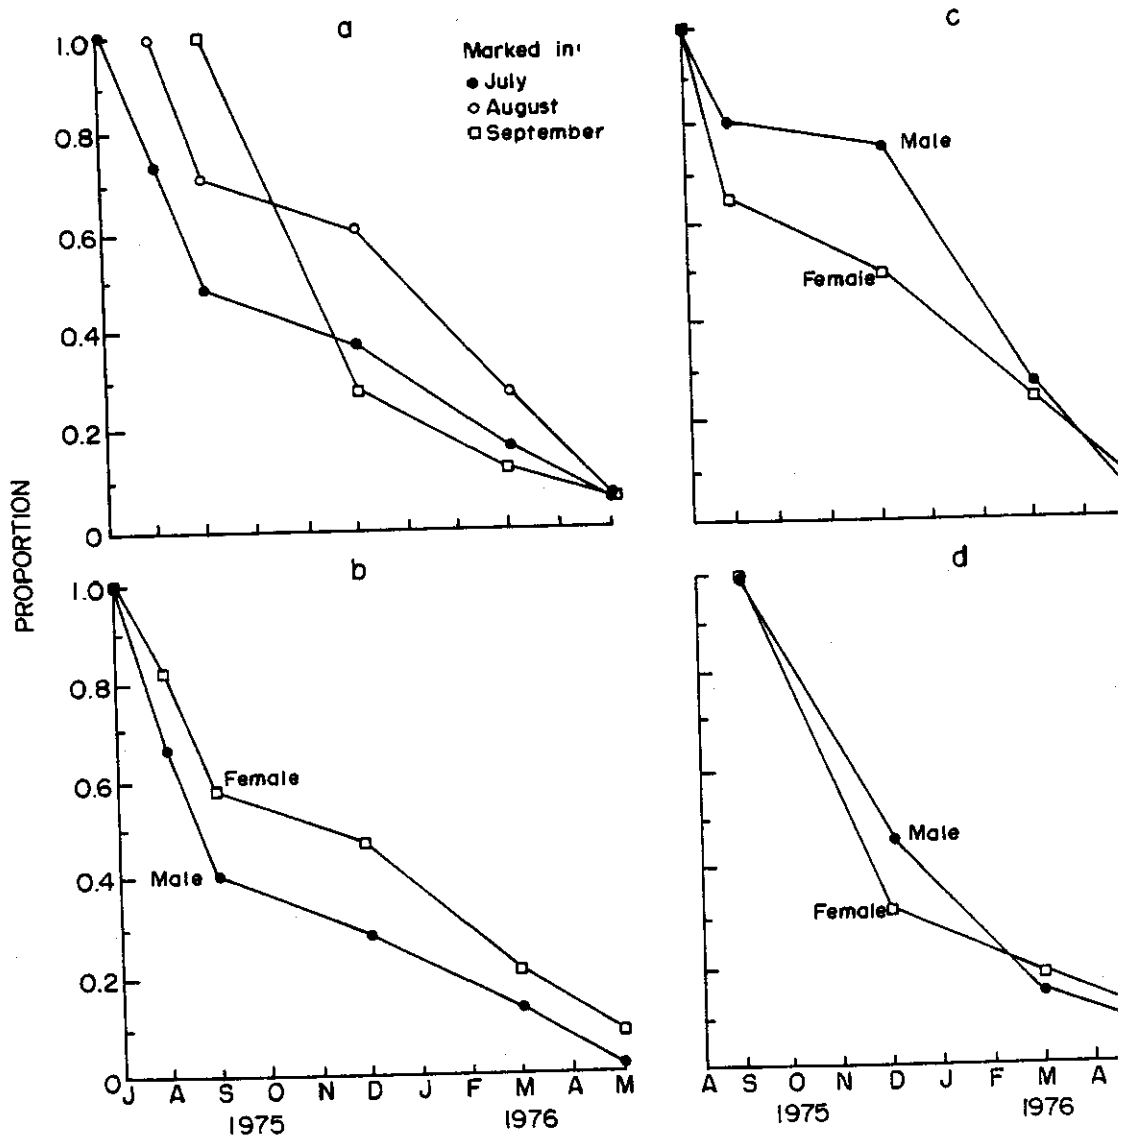 a
1.0
0.8
0.6
0.4
0.2
0
Marked in:
July
August
September
c
Male
Female
PROPORTION
b
1.0
0.8
0.6
0.4
0.2
0
Female
Male
J A S O N D J F M A M
1975 1976
d
Male
Female
A S O N D J F M A
1975 1976